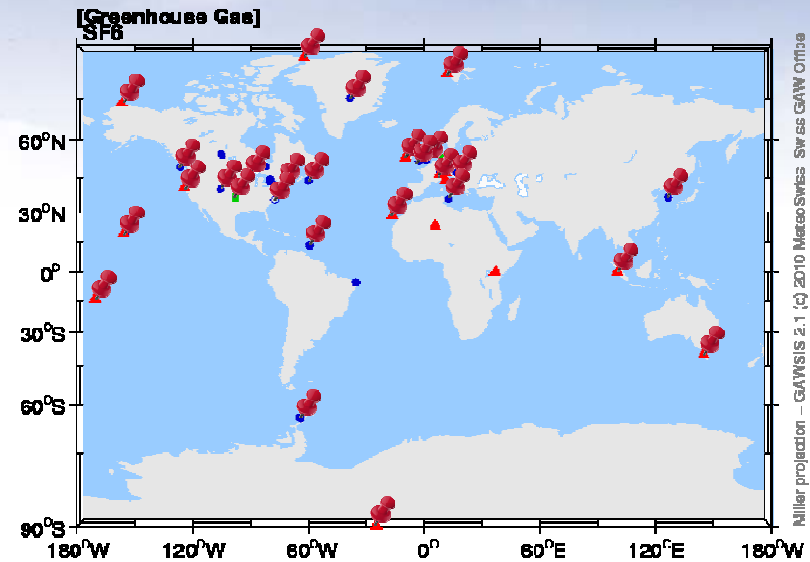 [Greenhouse Gas]
SF6
60°N
30°N
0°
30°S
60°S
90°S
180°W 120°W 60°W 0° 60°E 120°E 180°W
Miller projection - GAWSIS 2.1 (c) 2010 MeteoSwiss Swiss GAW Office